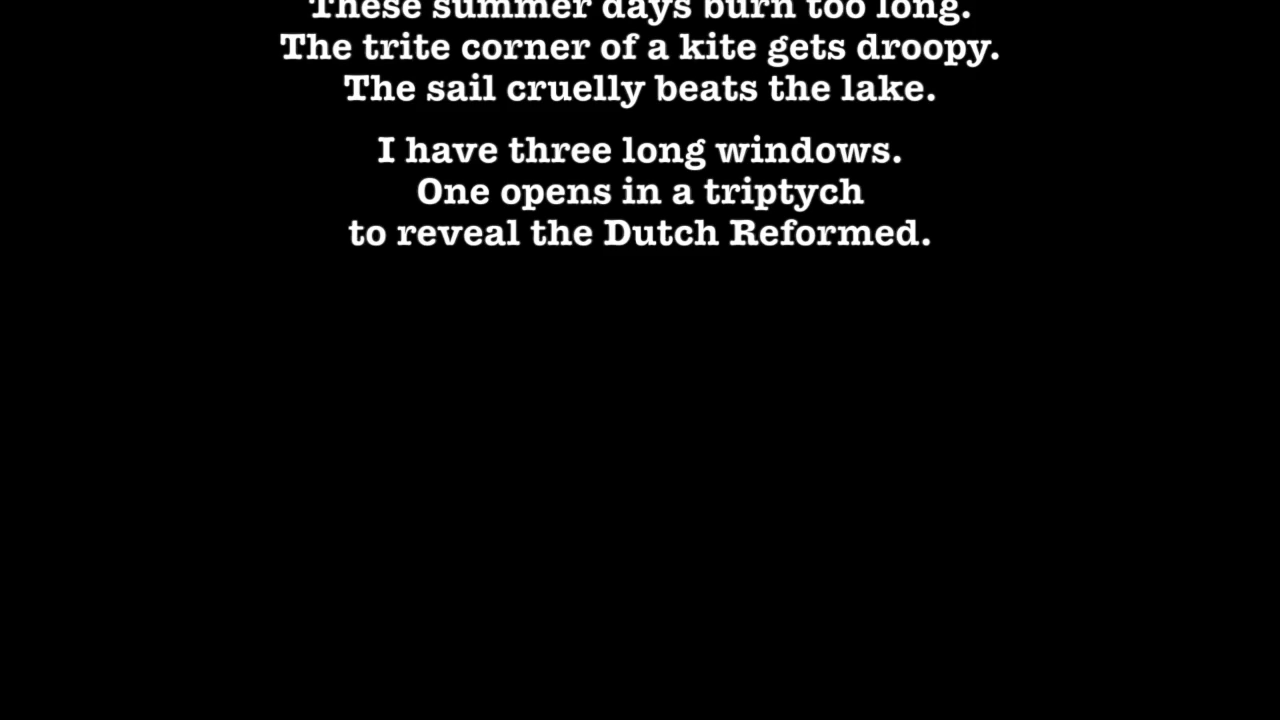 These summer days burn too long.
The trite corner of a kite gets droopy.
The sail cruelly beats the lake.
I have three long windows.
One opens in a triptych
to reveal the Dutch Reformed.